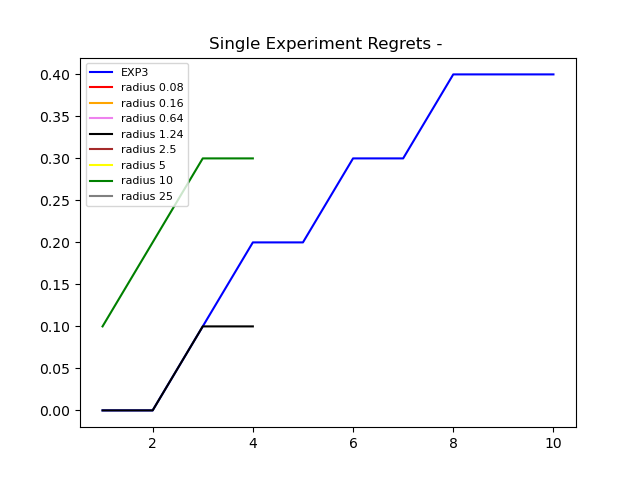 Single Experiment Regrets -
EXP3
radius 0.08
radius 0.16
radius 0.64
radius 1.24
radius 2.5
radius 5
radius 10
radius 25
0.40
0.35
0.30
0.25
0.20
0.15
0.10
0.05
0.00
2 4 6 8 10